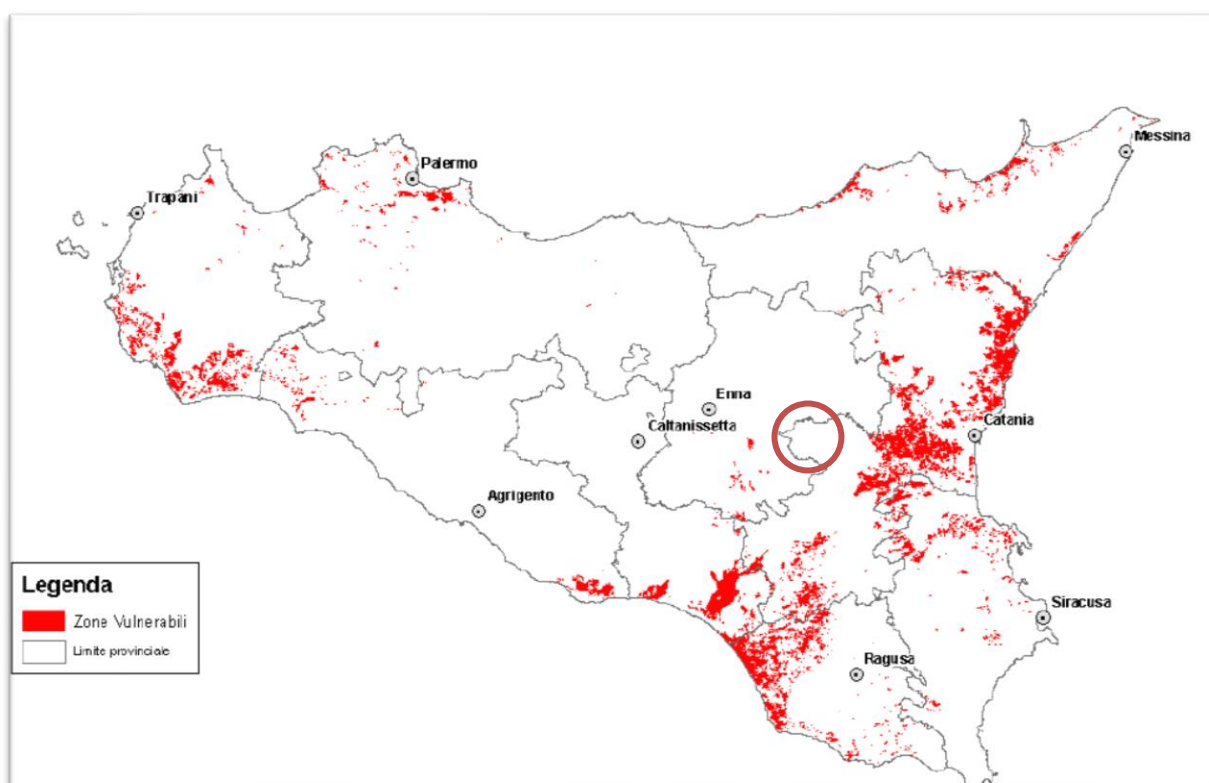 Messina
Palermo
Trapani
Enna
Caltanissetta
Catania
Agrigento
Legenda
Zone Vulnerabili
Limite provinciale
Siracusa
Ragusa